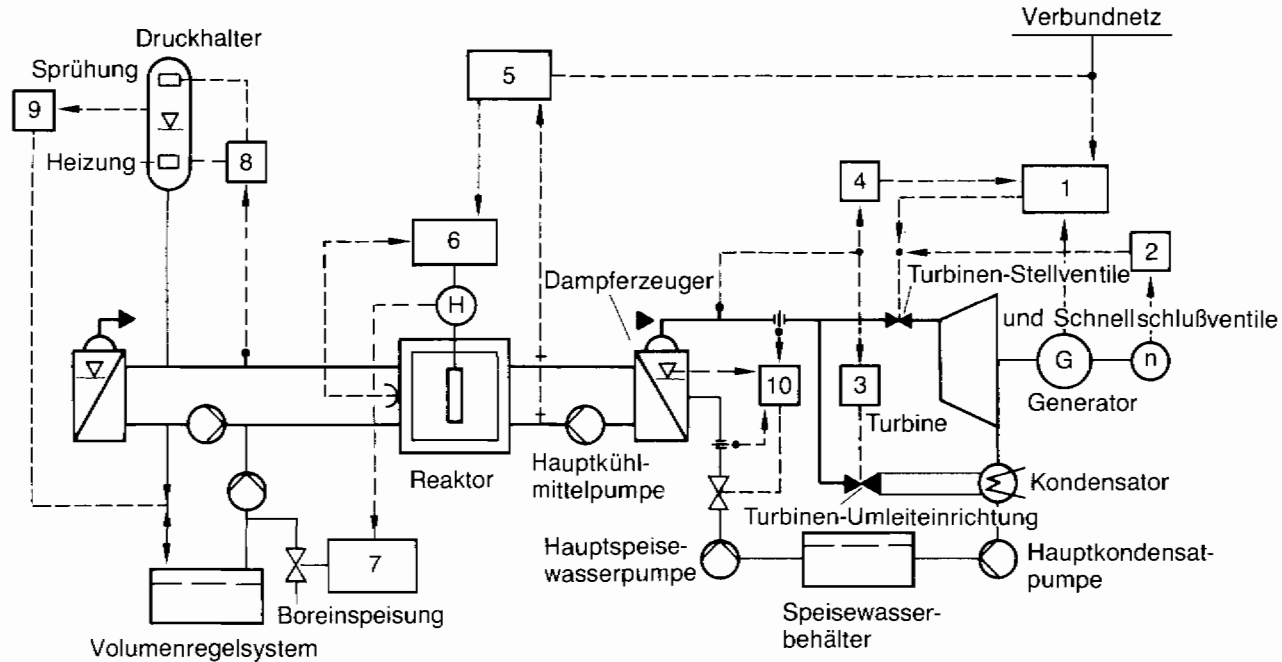 Verbundnetz
Druckhalter
Sprühung
5
9
Heizung
8
4
1
6
2
Dampferzeuger
Turbinen-Stellventile
und Schnellschlußventile
H
G
n
10
3
Generator
Turbine
Reaktor
Hauptkühl-
mittelpumpe
Kondensator
Turbinen-Umleiteinrichtung
Hauptspeise-
wasserpumpe
Hauptkondensat-
pumpe
7
Boreinspeisung
Speisewasser-
behälter
Volumenregelsystem